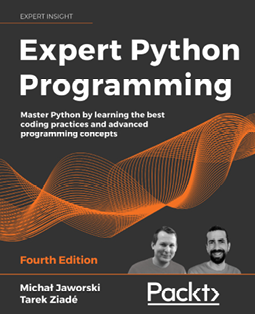 EXPERT INSIGHT
Expert Python
Programming
Master Python by learning the best
coding practices and advanced
programming concepts
Fourth Edition
Michał Jaworski
Tarek Ziadé
Packt>